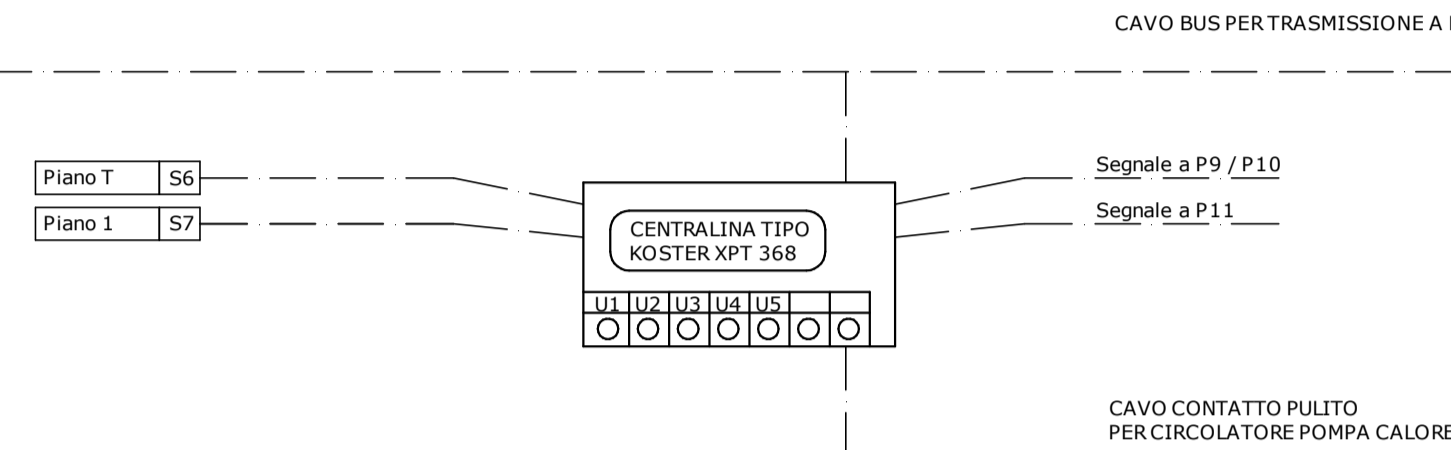 CAVO BUS PER TRASMISSIONE A
Piano T S6
Segnale a P9 / P10
Piano 1 S7
Segnale a P11
CENTRALINA TIPO
KOSTER XPT 368
U1 U2 U3 U4 U5
CAVO CONTATTO PULITO
PER CIRCOLATORE POMPA CALORE